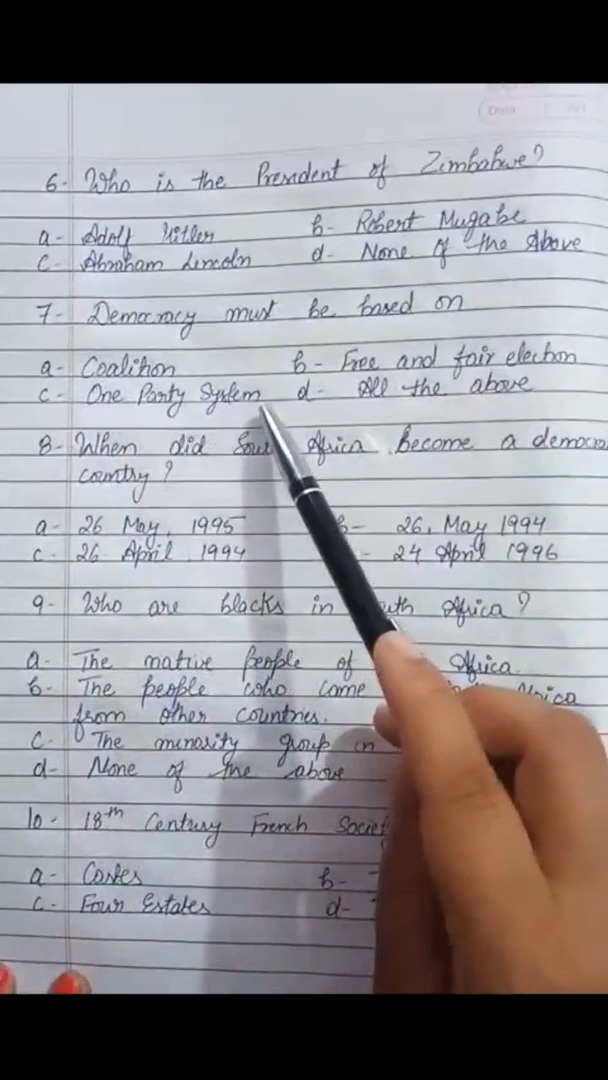 6- Who is the President of Zimbabwe?
a- Adolf Hitler b- Robert Mugabe
c- Abraham Lincoln d- None of the Above
7- Democracy must be based on
a- Coalition b- Free and fair election
c- One Party System d- All the above
8- When did Africa become a democra
country?
a- 26 May, 1995 b- 26, May 1994
c- 26 April 1994 24 April 1996
9- Who are blacks in Africa?
a- The native people of Africa.
b- The people who come
from other countries.
c- The minority group in
d- None of the above
10- 18th Century French
a- Castes b-
c- Four Estates d-